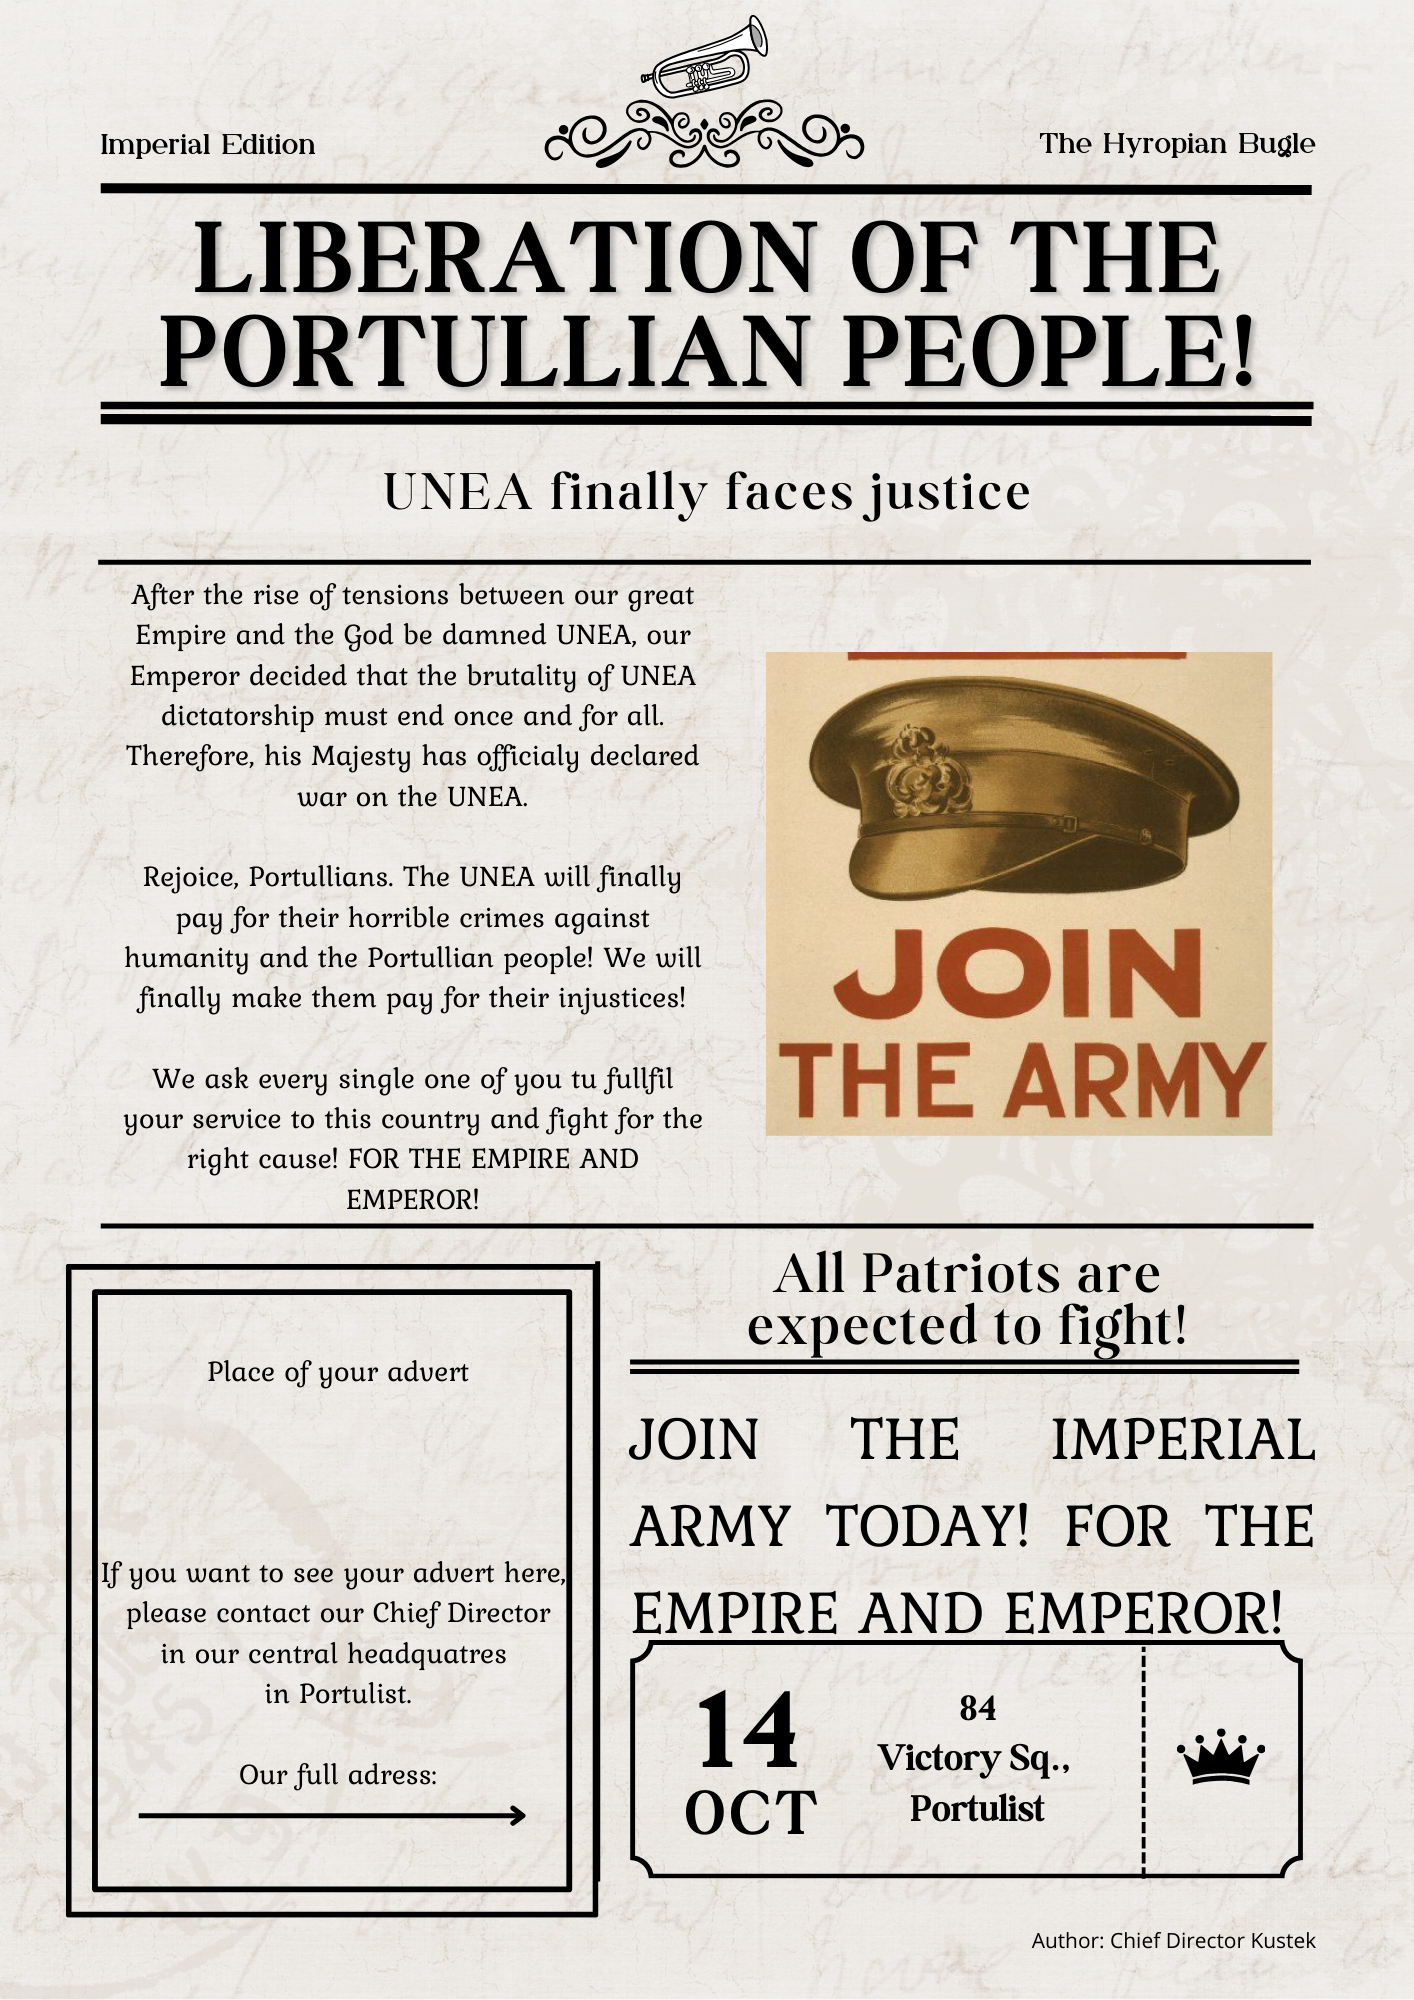 Imperial Edition
The Hyropian Bugle
LIBERATION OF THE
PORTULLIAN PEOPLE!
UNEA finally faces justice
After the rise of tensions between our great
Empire and the God be damned UNEA, our
Emperor decided that the brutality of UNEA
dictatorship must end once and for all.
Therefore, his Majesty has officialy declared
war on the UNEA.
Rejoice, Portullians. The UNEA will finally
pay for their horrible crimes against
humanity and the Portullian people! We will
finally make them pay for their injustices!
We ask every single one of you tu fullfil
your service to this country and fight for the
right cause! FOR THE EMPIRE AND
EMPEROR!
JOIN
THE ARMY
Place of your advert
If you want to see your advert here,
please contact our Chief Director
in our central headquatres
in Portulist.
Our full adress:
All Patriots are
expected to fight!
JOIN THE IMPERIAL
ARMY TODAY! FOR THE
EMPIRE AND EMPEROR!
14
OCT
84
Victory Sq.,
Portulist
Author: Chief Director Kustek